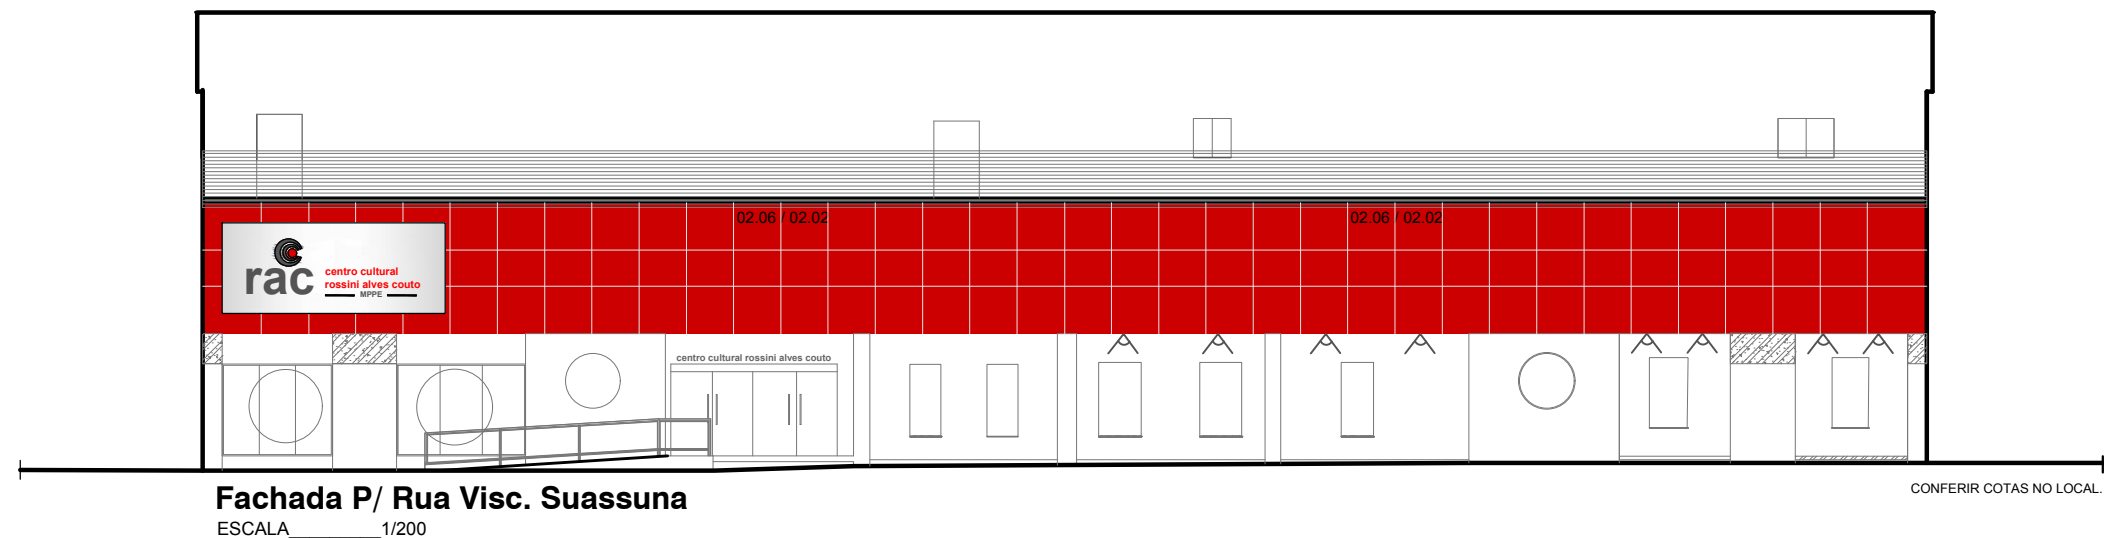 02.06 / 02.02
02.06 / 02.02
rac
centro cultural
rossini alves couto
MPPE
centro cultural rossini alves couto
Fachada P/ Rua Visc. Suassuna
CONFERIR COTAS NO LOCAL.
ESCALA__________1/200